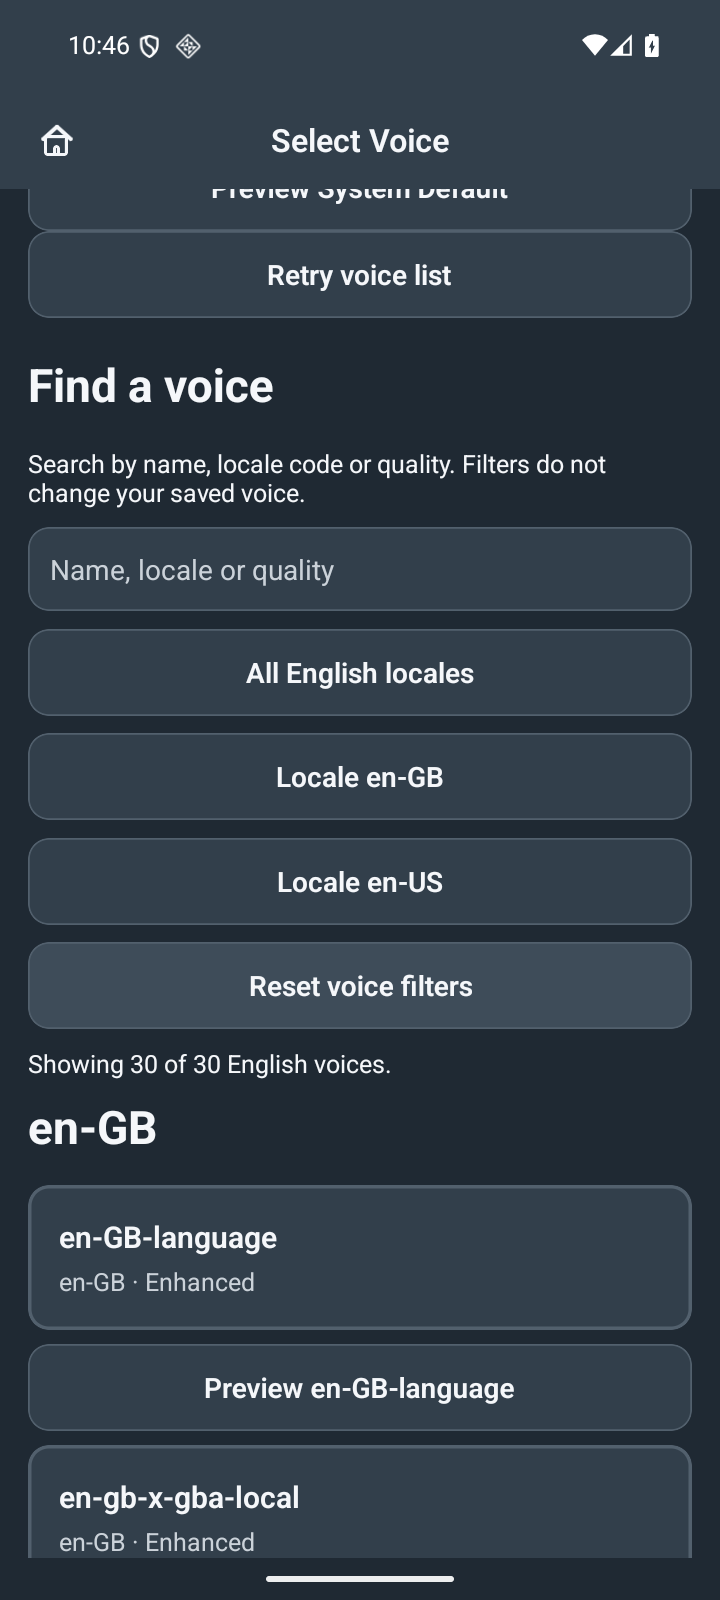 10:46
Select Voice
Preview System Default
Retry voice list
Find a voice
Search by name, locale code or quality. Filters do not
change your saved voice.
Name, locale or quality
All English locales
Locale en-GB
Locale en-US
Reset voice filters
Showing 30 of 30 English voices.
en-GB
en-GB-language
en-GB · Enhanced
Preview en-GB-language
en-gb-x-gba-local
en-GB · Enhanced